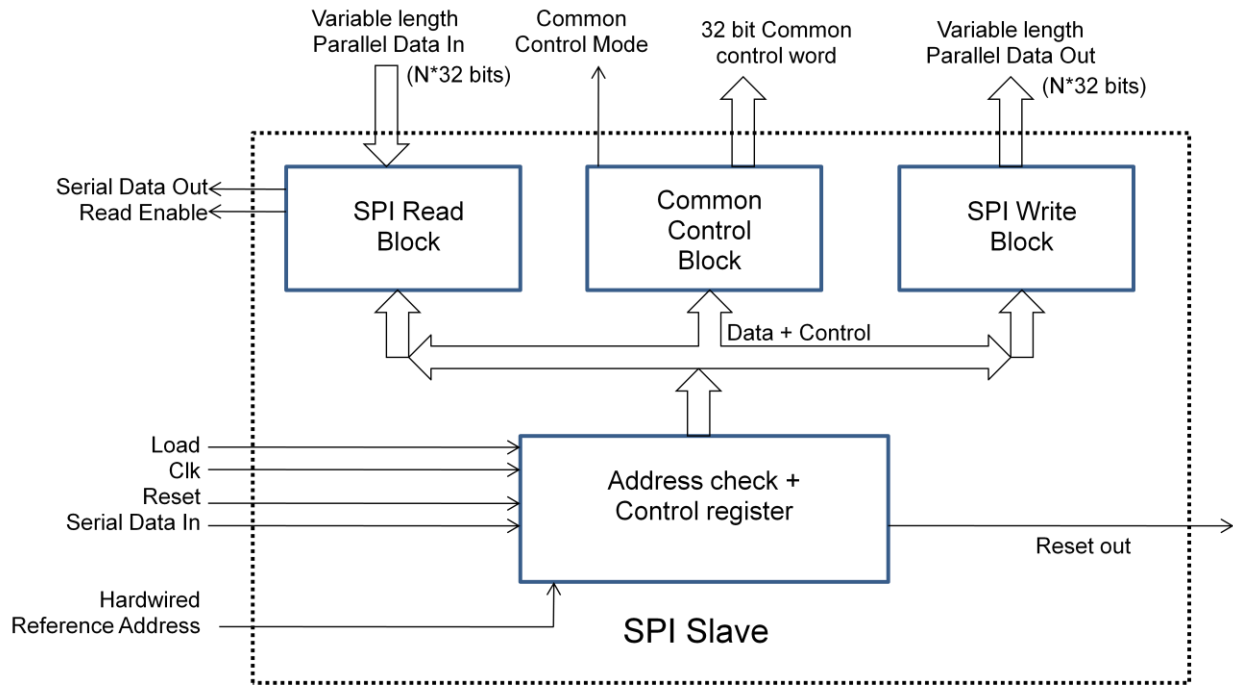 Variable length
Parallel Data In
(N*32 bits)
Common
Control Mode
32 bit Common
control word
Variable length
Parallel Data Out
(N*32 bits)
Serial Data Out
Read Enable
SPI Read
Block
Common
Control
Block
SPI Write
Block
Data + Control
Load
Clk
Reset
Serial Data In
Address check +
Control register
Reset out
Hardwired
Reference Address
SPI Slave